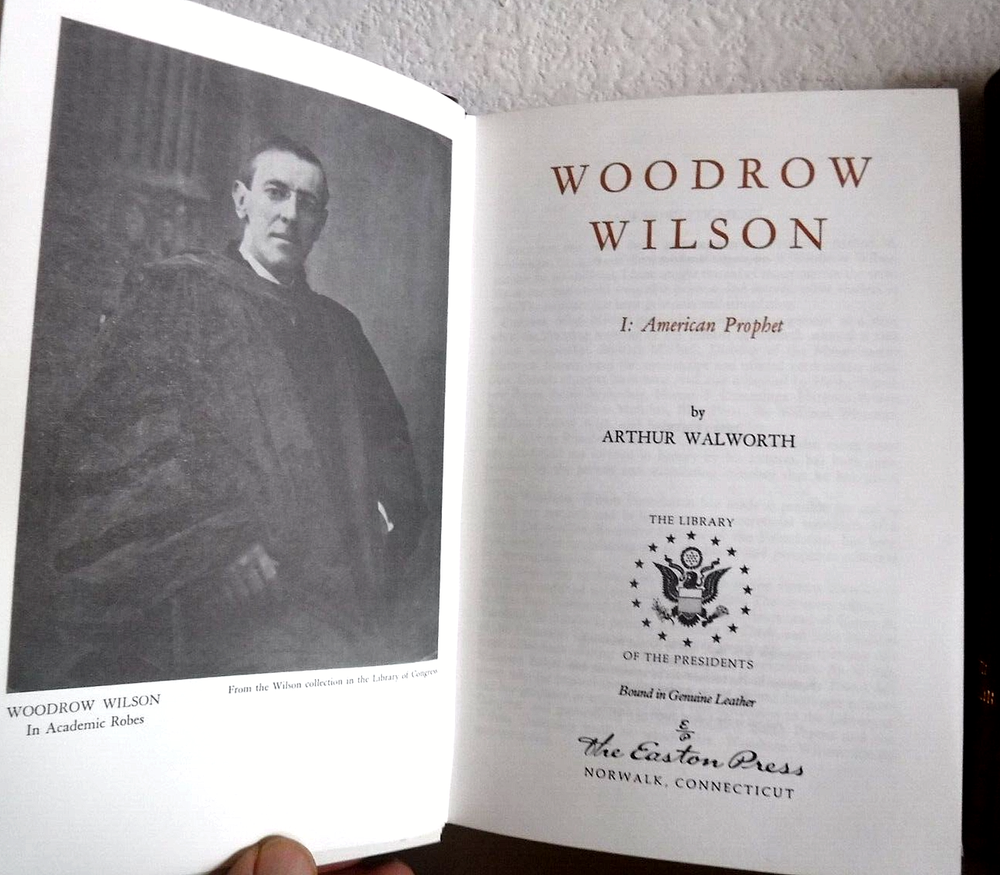 WOODROW WILSON
In Academic Robes
From the Wilson collection in the Library of Congress
WOODROW
WILSON
I: American Prophet
by
ARTHUR WALWORTH
THE LIBRARY
OF THE PRESIDENTS
Bound in Genuine Leather
E
P
The Easton Press
NORWALK, CONNECTICUT